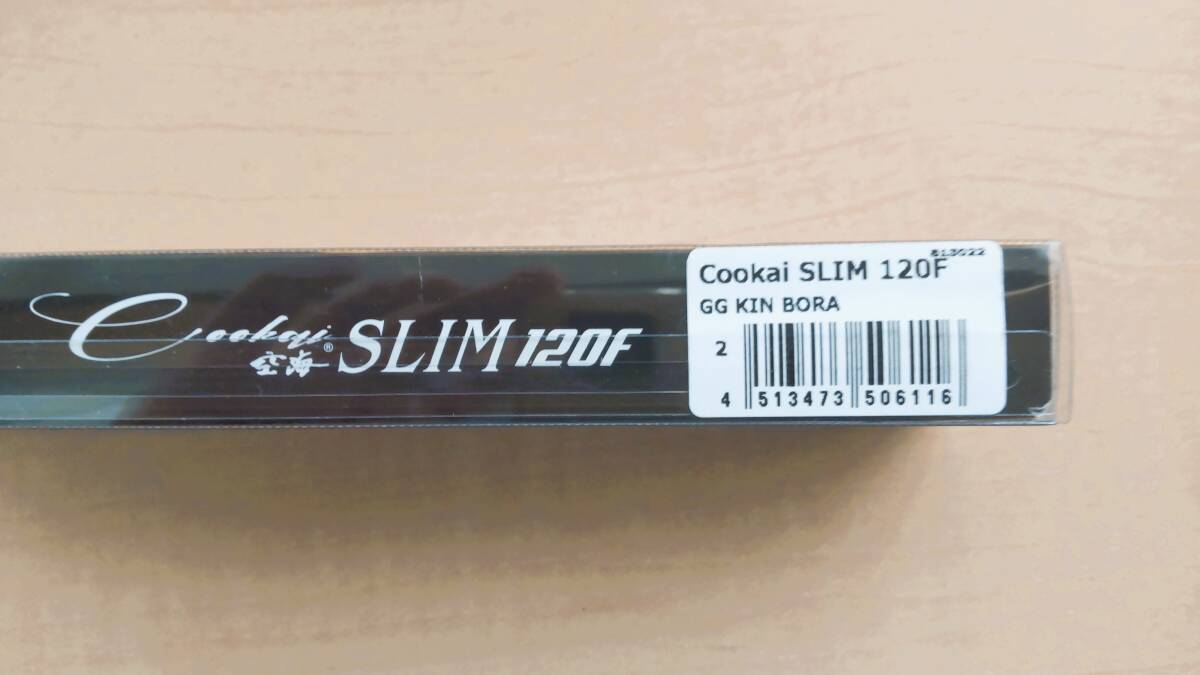 Cookai® SLIM 120F
空海
813022
Cookai SLIM 120F
GG KIN BORA
2
4 513473 506116